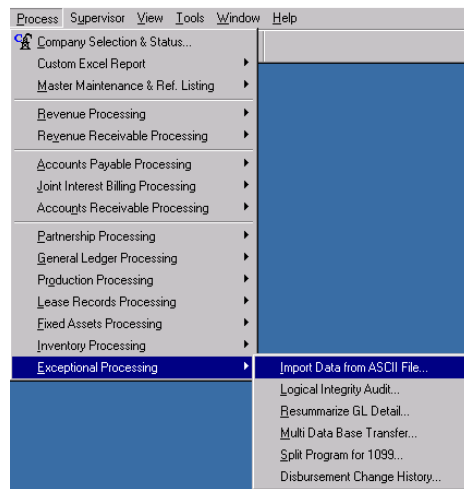 Process Supervisor View Tools Window Help
Company Selection & Status...
Custom Excel Report
Master Maintenance & Ref. Listing
Revenue Processing
Revenue Receivable Processing
Accounts Payable Processing
Joint Interest Billing Processing
Accounts Receivable Processing
Partnership Processing
General Ledger Processing
Production Processing
Lease Records Processing
Fixed Assets Processing
Inventory Processing
Exceptional Processing
Import Data from ASCII File...
Logical Integrity Audit...
Resummarize GL Detail...
Multi Data Base Transfer...
Split Program for 1099...
Disbursement Change History...